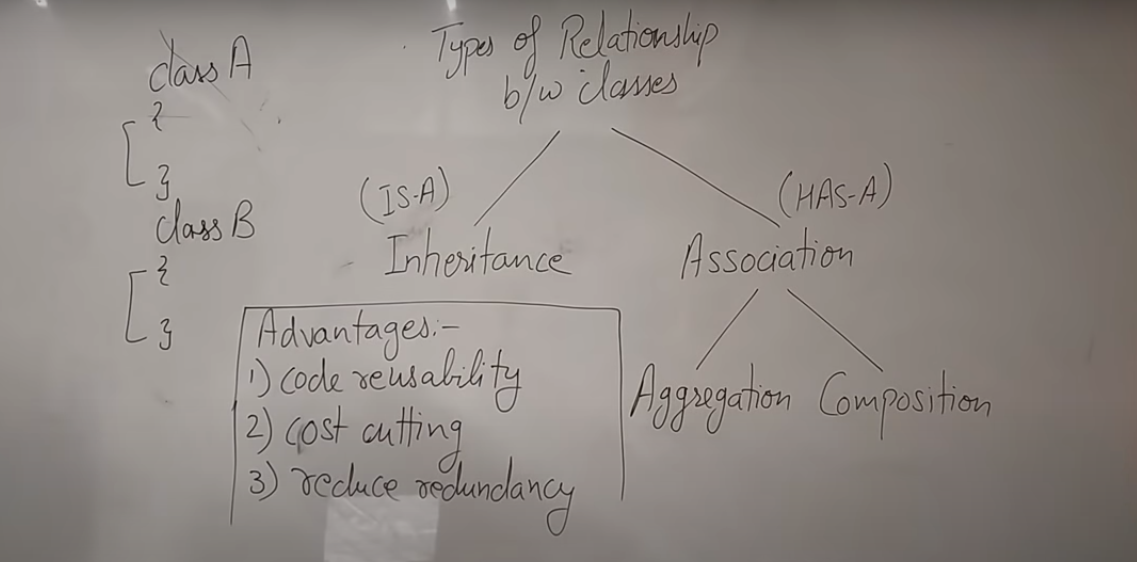 class A
{
}
class B
{
}
Types of Relationship
b/w classes
(IS-A)
Inheritance
(HAS-A)
Association
Aggregation
Composition
Advantages:-
1) code reusability
2) cost cutting
3) reduce redundancy